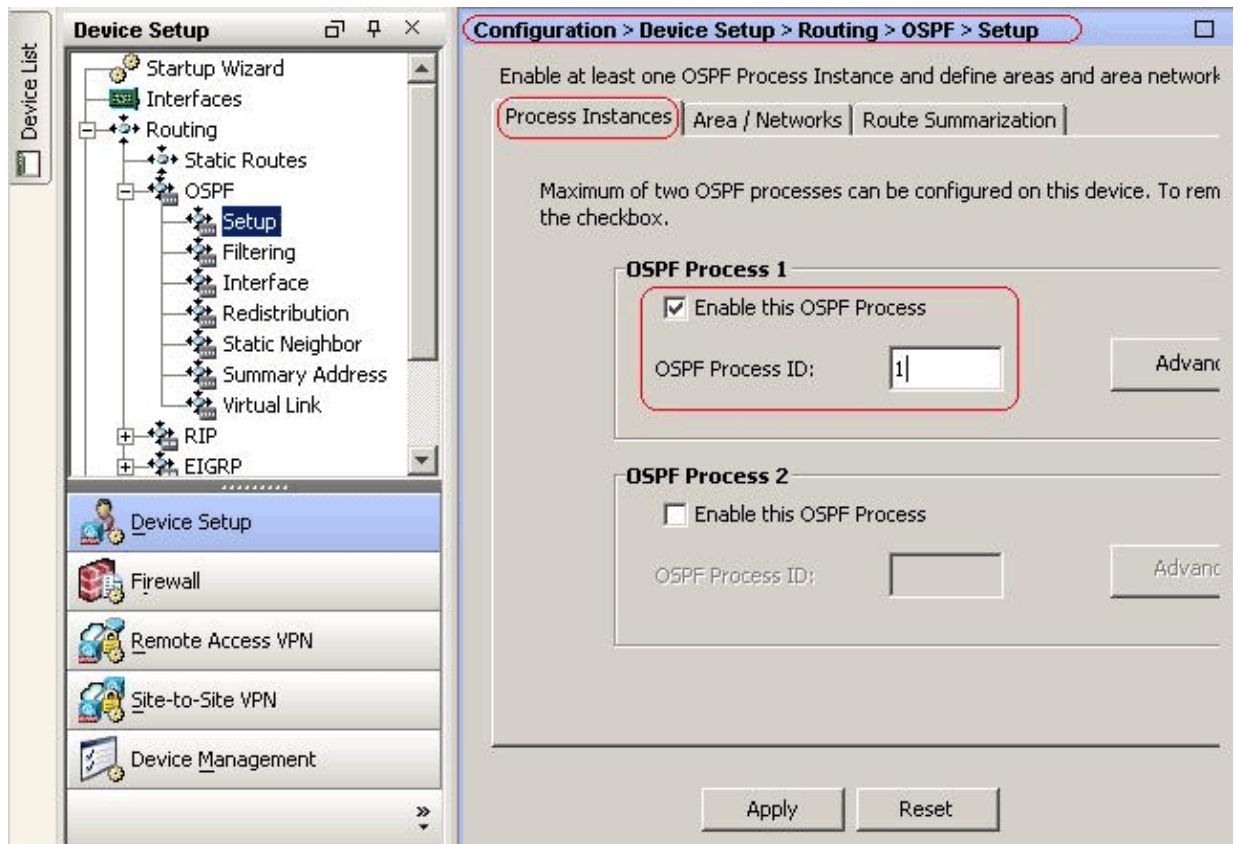 Device List
Device Setup
Startup Wizard
Interfaces
Routing
Static Routes
OSPF
Setup
Filtering
Interface
Redistribution
Static Neighbor
Summary Address
Virtual Link
RIP
EIGRP
Device Setup
Firewall
Remote Access VPN
Site-to-Site VPN
Device Management
Configuration > Device Setup > Routing > OSPF > Setup
Enable at least one OSPF Process Instance and define areas and area network
Process Instances
Area / Networks
Route Summarization
Maximum of two OSPF processes can be configured on this device. To rem
the checkbox.
OSPF Process 1
Enable this OSPF Process
OSPF Process ID: 1
Advanc
OSPF Process 2
Enable this OSPF Process
OSPF Process ID:
Advanc
Apply
Reset